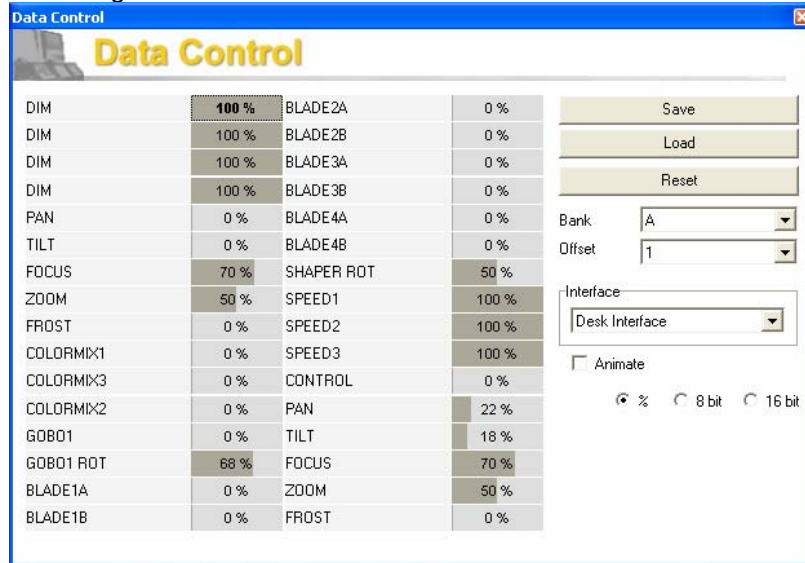 Data Control
Data Control
DIM 100 % BLADE2A 0 % Save
DIM 100 % BLADE2B 0 % Load
DIM 100 % BLADE3A 0 %
DIM 100 % BLADE3B 0 % Reset
PAN 0 % BLADE4A 0 % Bank A
TILT 0 % BLADE4B 0 % Offset 1
FOCUS 70 % SHAPER ROT 50 % Interface
ZOOM 50 % SPEED1 100 % Desk Interface
FROST 0 % SPEED2 100 %
COLORMIX1 0 % SPEED3 100 % Animate
COLORMIX3 0 % CONTROL 0 %
COLORMIX2 0 % PAN 22 % % 8 bit 16 bit
GOBO1 0 % TILT 18 %
GOBO1 ROT 68 % FOCUS 70 %
BLADE1A 0 % ZOOM 50 %
BLADE1B 0 % FROST 0 %